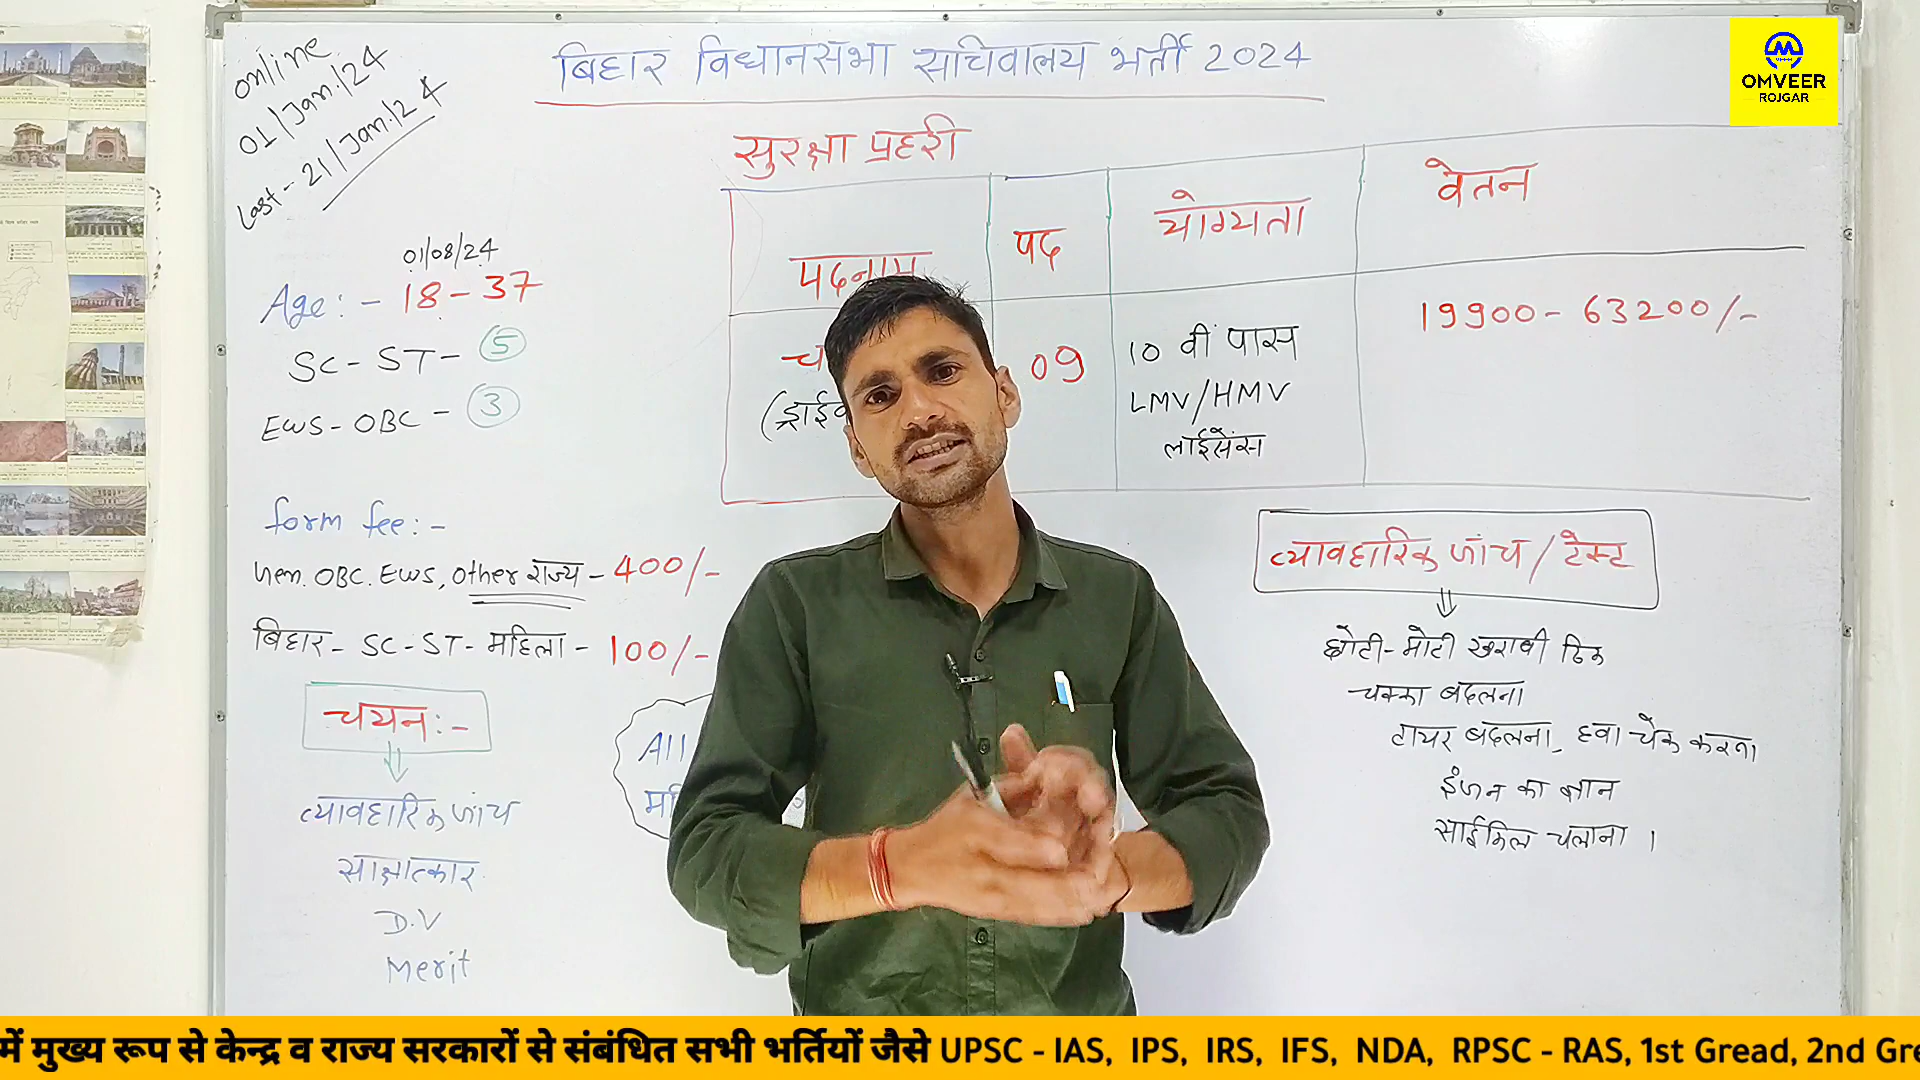 online
01/Jan./24
Last - 21/Jan./24
बिहार विधानसभा सचिवालय भर्ती 2024
OMVEER
ROJGAR
सुरक्षा प्रहरी
पदनाम
पद
योग्यता
वेतन
(ड्राईव
09
10 वीं पास
LMV/HMV
लाईसेंस
19900 - 63200/-
01/08/24
Age: - 18 - 37
SC - ST - 5
EWS - OBC - 3
form fee: -
Gen. OBC. EWS, other राज्य - 400/-
बिहार - SC - ST - महिला - 100/-
चयन: -
व्यावहारिक जांच
साक्षात्कार
D.V
Merit
All
व्यावहारिक जांच / टेस्ट
छोटी-मोटी खराबी ठिक
चक्का बदलना
टायर बदलना, हवा चेक करना
इंजन का ज्ञान
साईकिल चलाना ।
में मुख्य रूप से केन्द्र व राज्य सरकारों से संबंधित सभी भर्तियों जैसे UPSC - IAS, IPS, IRS, IFS, NDA, RPSC - RAS, 1st Gread, 2nd Gre